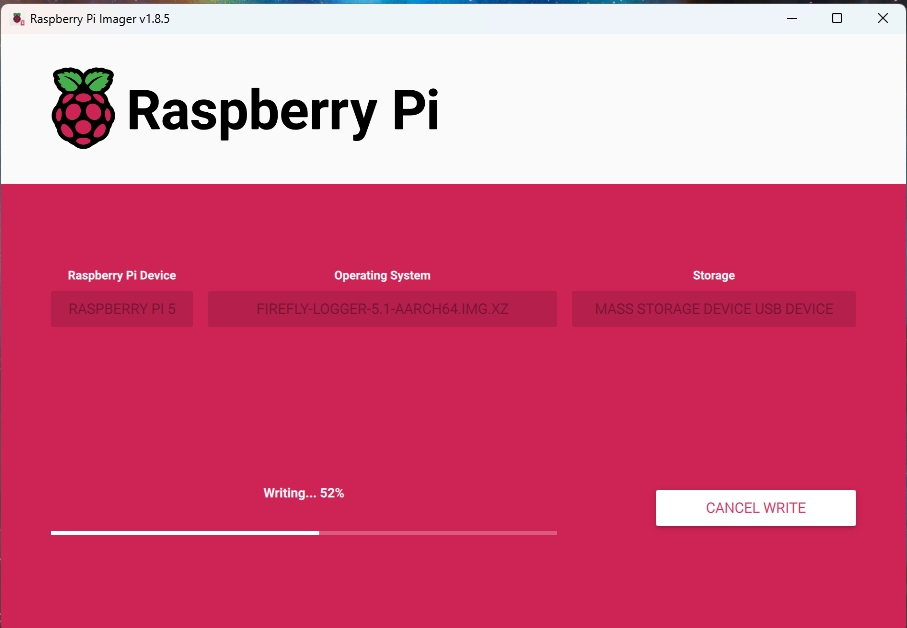 Raspberry Pi Imager v1.8.5
Raspberry Pi
Raspberry Pi Device
Operating System
Storage
RASPBERRY PI 5
FIREFLY-LOGGER-5.1-AARCH64.IMG.XZ
MASS STORAGE DEVICE USB DEVICE
Writing... 52%
CANCEL WRITE